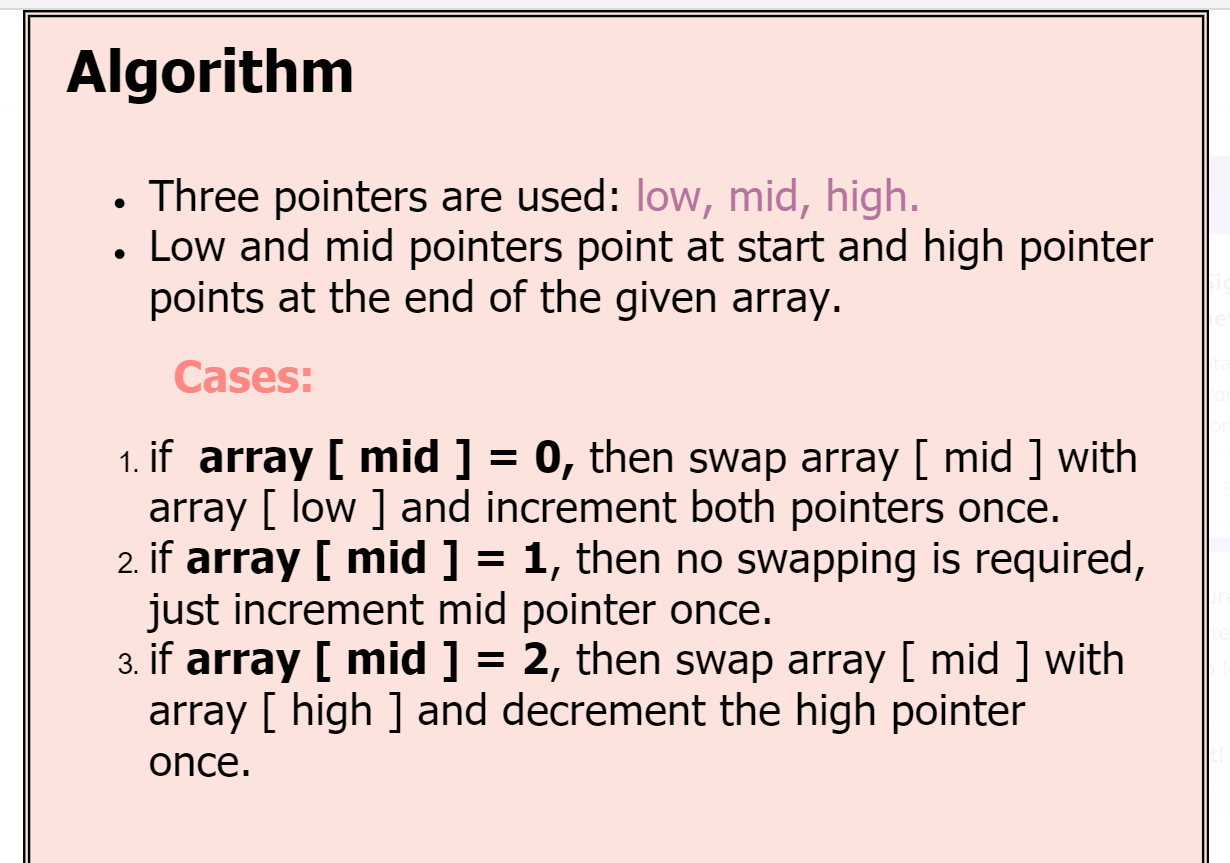 Algorithm
• Three pointers are used: low, mid, high.
• Low and mid pointers point at start and high pointer
points at the end of the given array.
Cases:
1. if  array [ mid ] = 0, then swap array [ mid ] with
array [ low ] and increment both pointers once.
2. if array [ mid ] = 1, then no swapping is required,
just increment mid pointer once.
3. if array [ mid ] = 2, then swap array [ mid ] with
array [ high ] and decrement the high pointer
once.